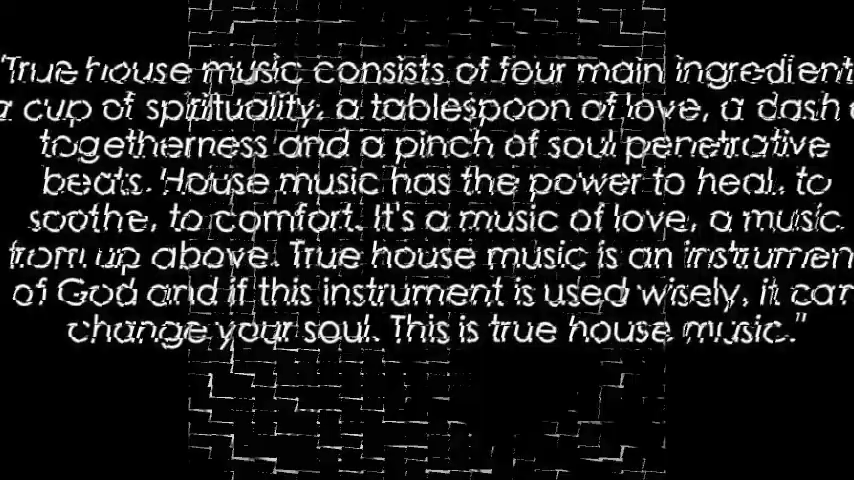 "True house music consists of four main ingredient
a cup of spirituality, a tablespoon of love, a dash o
togetherness and a pinch of soul penetrative
beats. 'House music has the power to heal, to
soothe, to comfort. It's a music of love, a music
from up above. True house music is an instrumen
of God and if this instrument is used wisely, it can
change your soul. This is true house music."